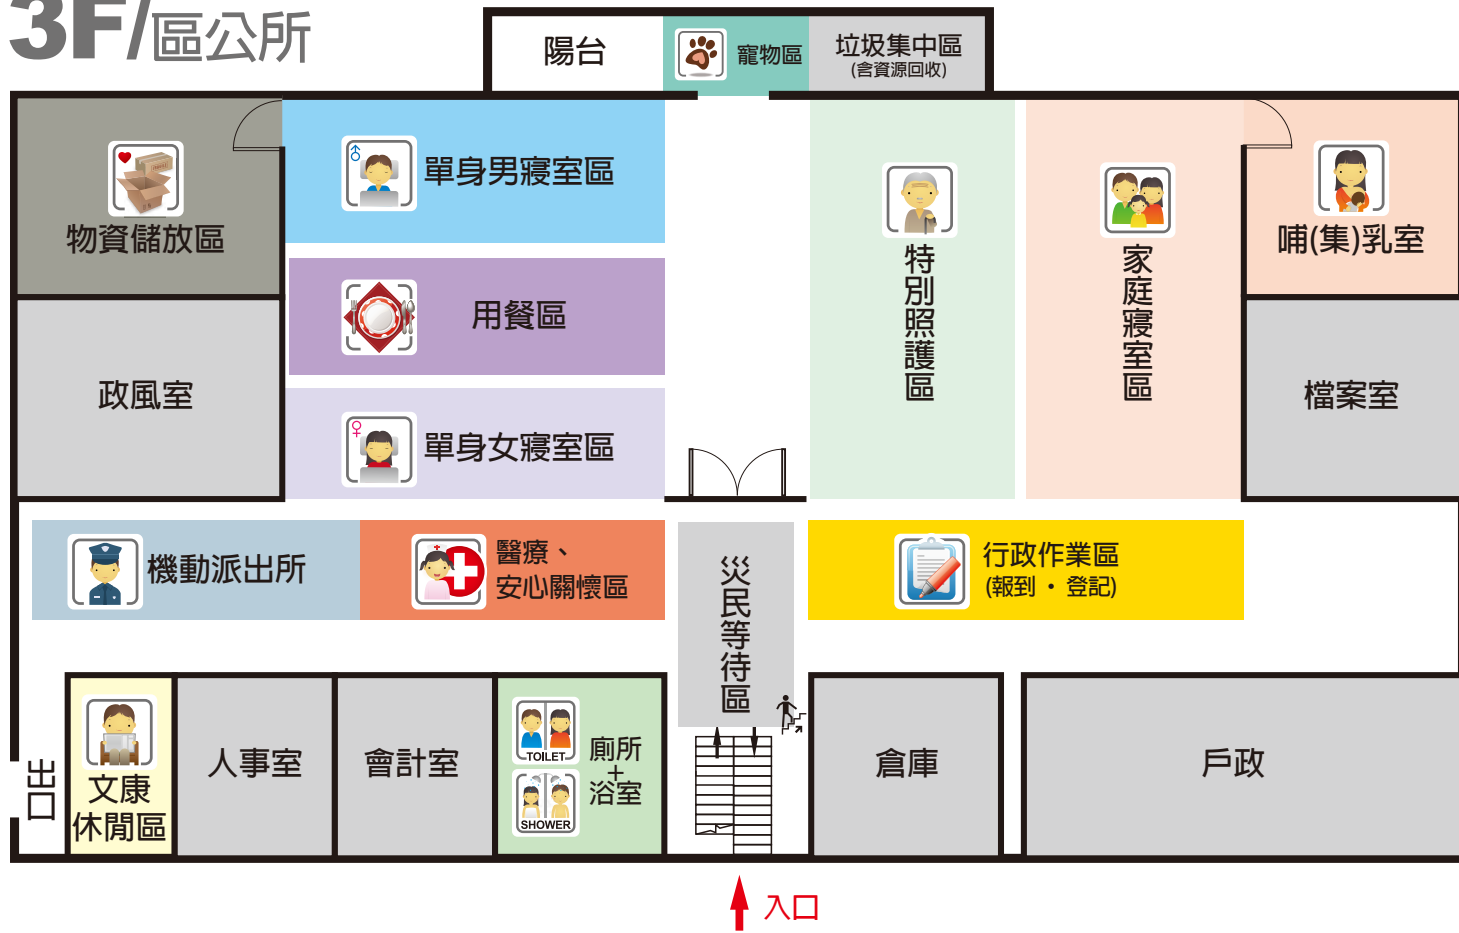 3F/區公所
陽台
寵物區
垃圾集中區
(含資源回收)
物資儲放區
單身男寢室區
特別照護區
家庭寢室區
哺(集)乳室
用餐區
政風室
單身女寢室區
檔案室
機動派出所
醫療、
安心關懷區
災民等待區
行政作業區
(報到・登記)
出口
文康
休閒區
人事室
會計室
TOILET
SHOWER
廁所
+
浴室
倉庫
戶政
入口